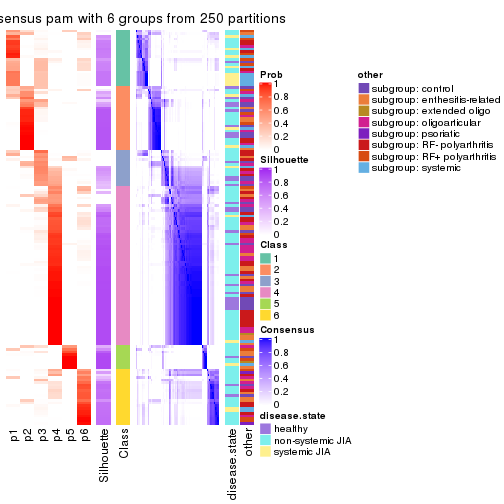 sensus pam with 6 groups from 250 partitions
p1
p2
p3
p4
p5
p6
Silhouette
Class
disease.state
other
Prob
1
0.8
0.6
0.4
0.2
0
Silhouette
1
0.8
0.6
0.4
0.2
0
Class
1
2
3
4
5
6
Consensus
1
0.8
0.6
0.4
0.2
0
disease.state
healthy
non-systemic JIA
systemic JIA
other
subgroup: control
subgroup: enthesitis-related
subgroup: extended oligo
subgroup: oligoarticular
subgroup: psoriatic
subgroup: RF- polyarthritis
subgroup: RF+ polyarthritis
subgroup: systemic